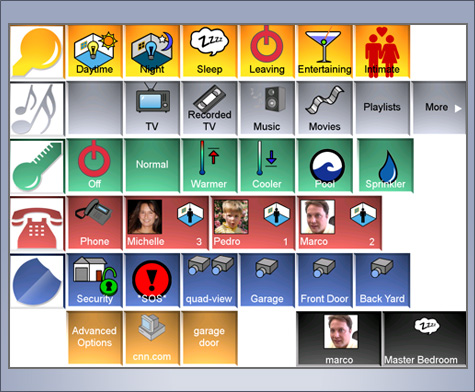 Daytime
Night
ZZZZ
Sleep
Leaving
Entertaining
Intimate
TV
Recorded
TV
Music
Movies
Playlists
More
Off
Normal
Warmer
Cooler
Pool
Sprinkler
Phone
Michelle 3
Pedro 1
Marco 2
Security
*SOS*
quad-view
Garage
Front Door
Back Yard
Advanced
Options
cnn.com
garage
door
marco
ZZZZ
Master Bedroom